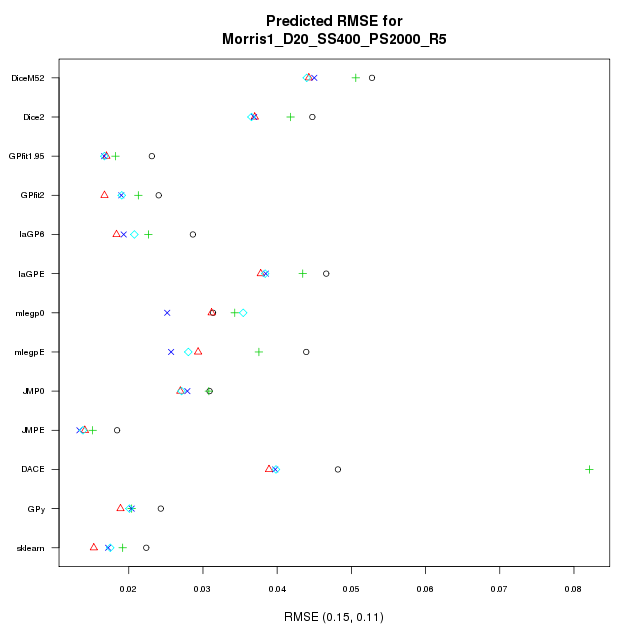 Predicted RMSE for
Morris1_D20_SS400_PS2000_R5
DiceM52
Dice2
GPfit1.95
GPfit2
laGP6
laGPE
mlegp0
mlegpE
JMP0
JMPE
DACE
GPy
sklearn
0.02 0.03 0.04 0.05 0.06 0.07 0.08
RMSE (0.15, 0.11)